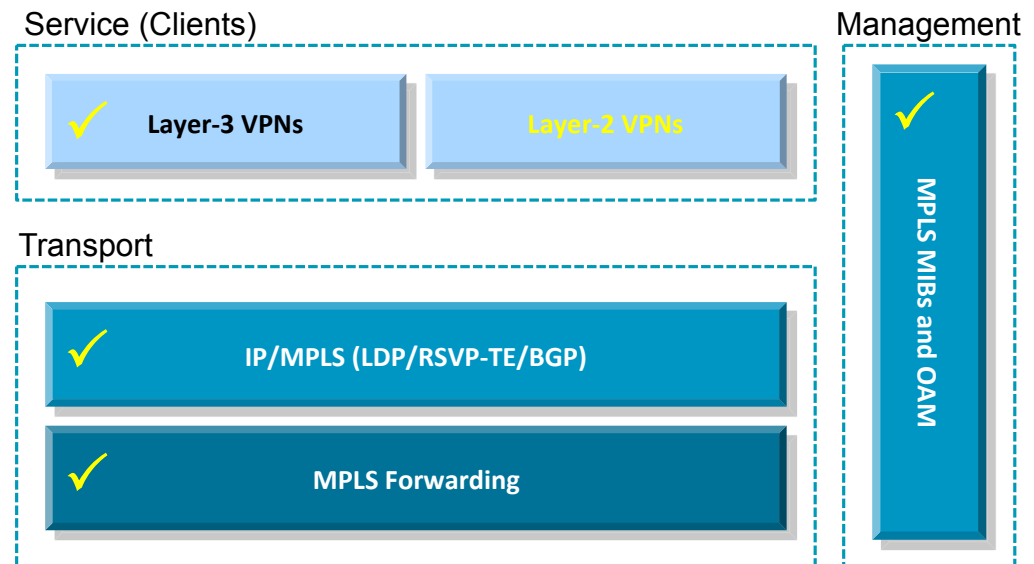 Service (Clients)
Management
Layer-3 VPNs
Layer-2 VPNs
MPLS MIBs and OAM
Transport
IP/MPLS (LDP/RSVP-TE/BGP)
MPLS Forwarding